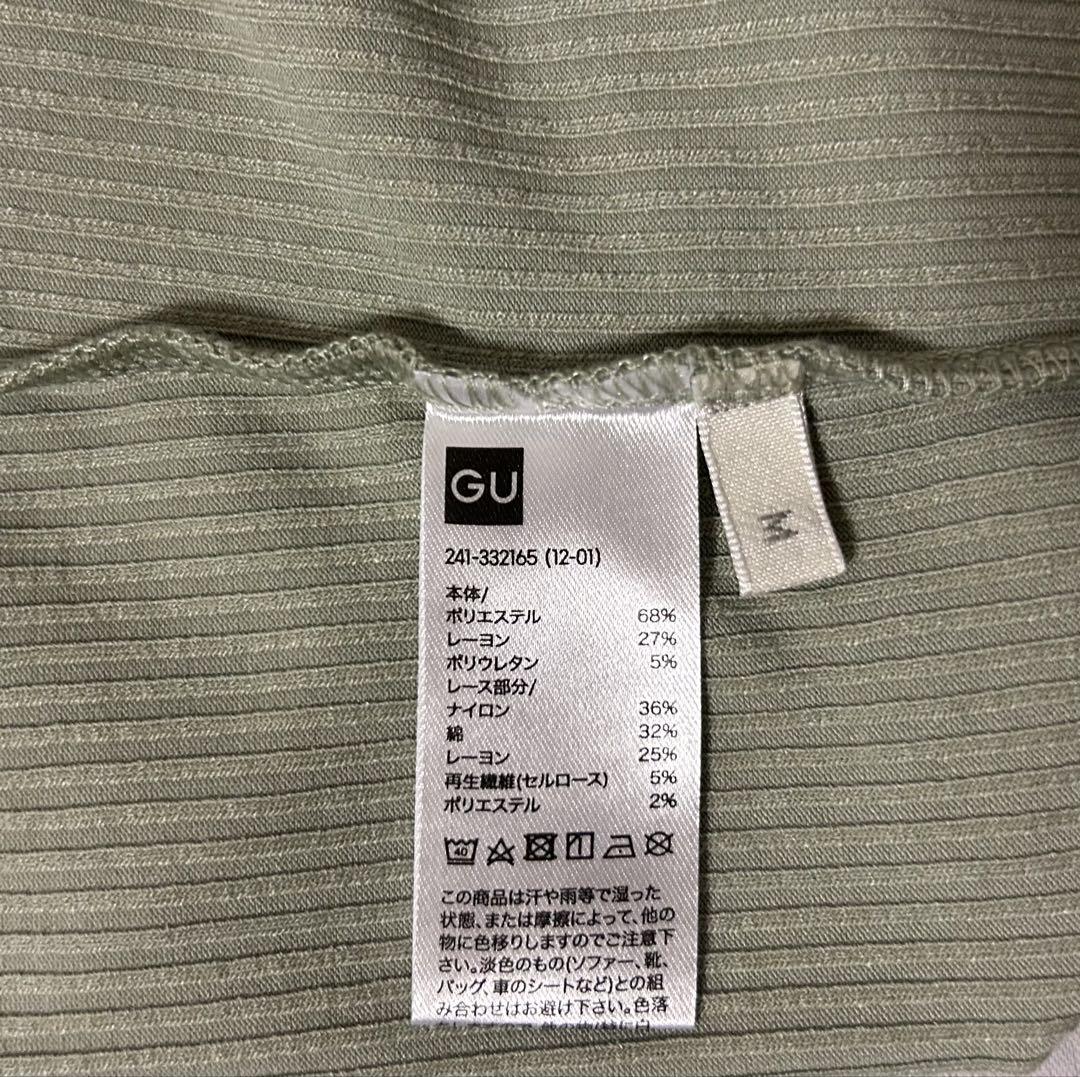 GU
M
241-332165 (12-01)
本体/
ポリエステル 68%
レーヨン 27%
ポリウレタン 5%
レース部分/
ナイロン 36%
綿 32%
レーヨン 25%
再生繊維(セルロース) 5%
ポリエステル 2%
40
この商品は汗や雨等で湿った
状態、または摩擦によって、他の
物に色移りしますのでご注意下
さい。淡色のもの(ソファー、靴、
バッグ、車のシートなど)との組
み合わせはお避け下さい。色落